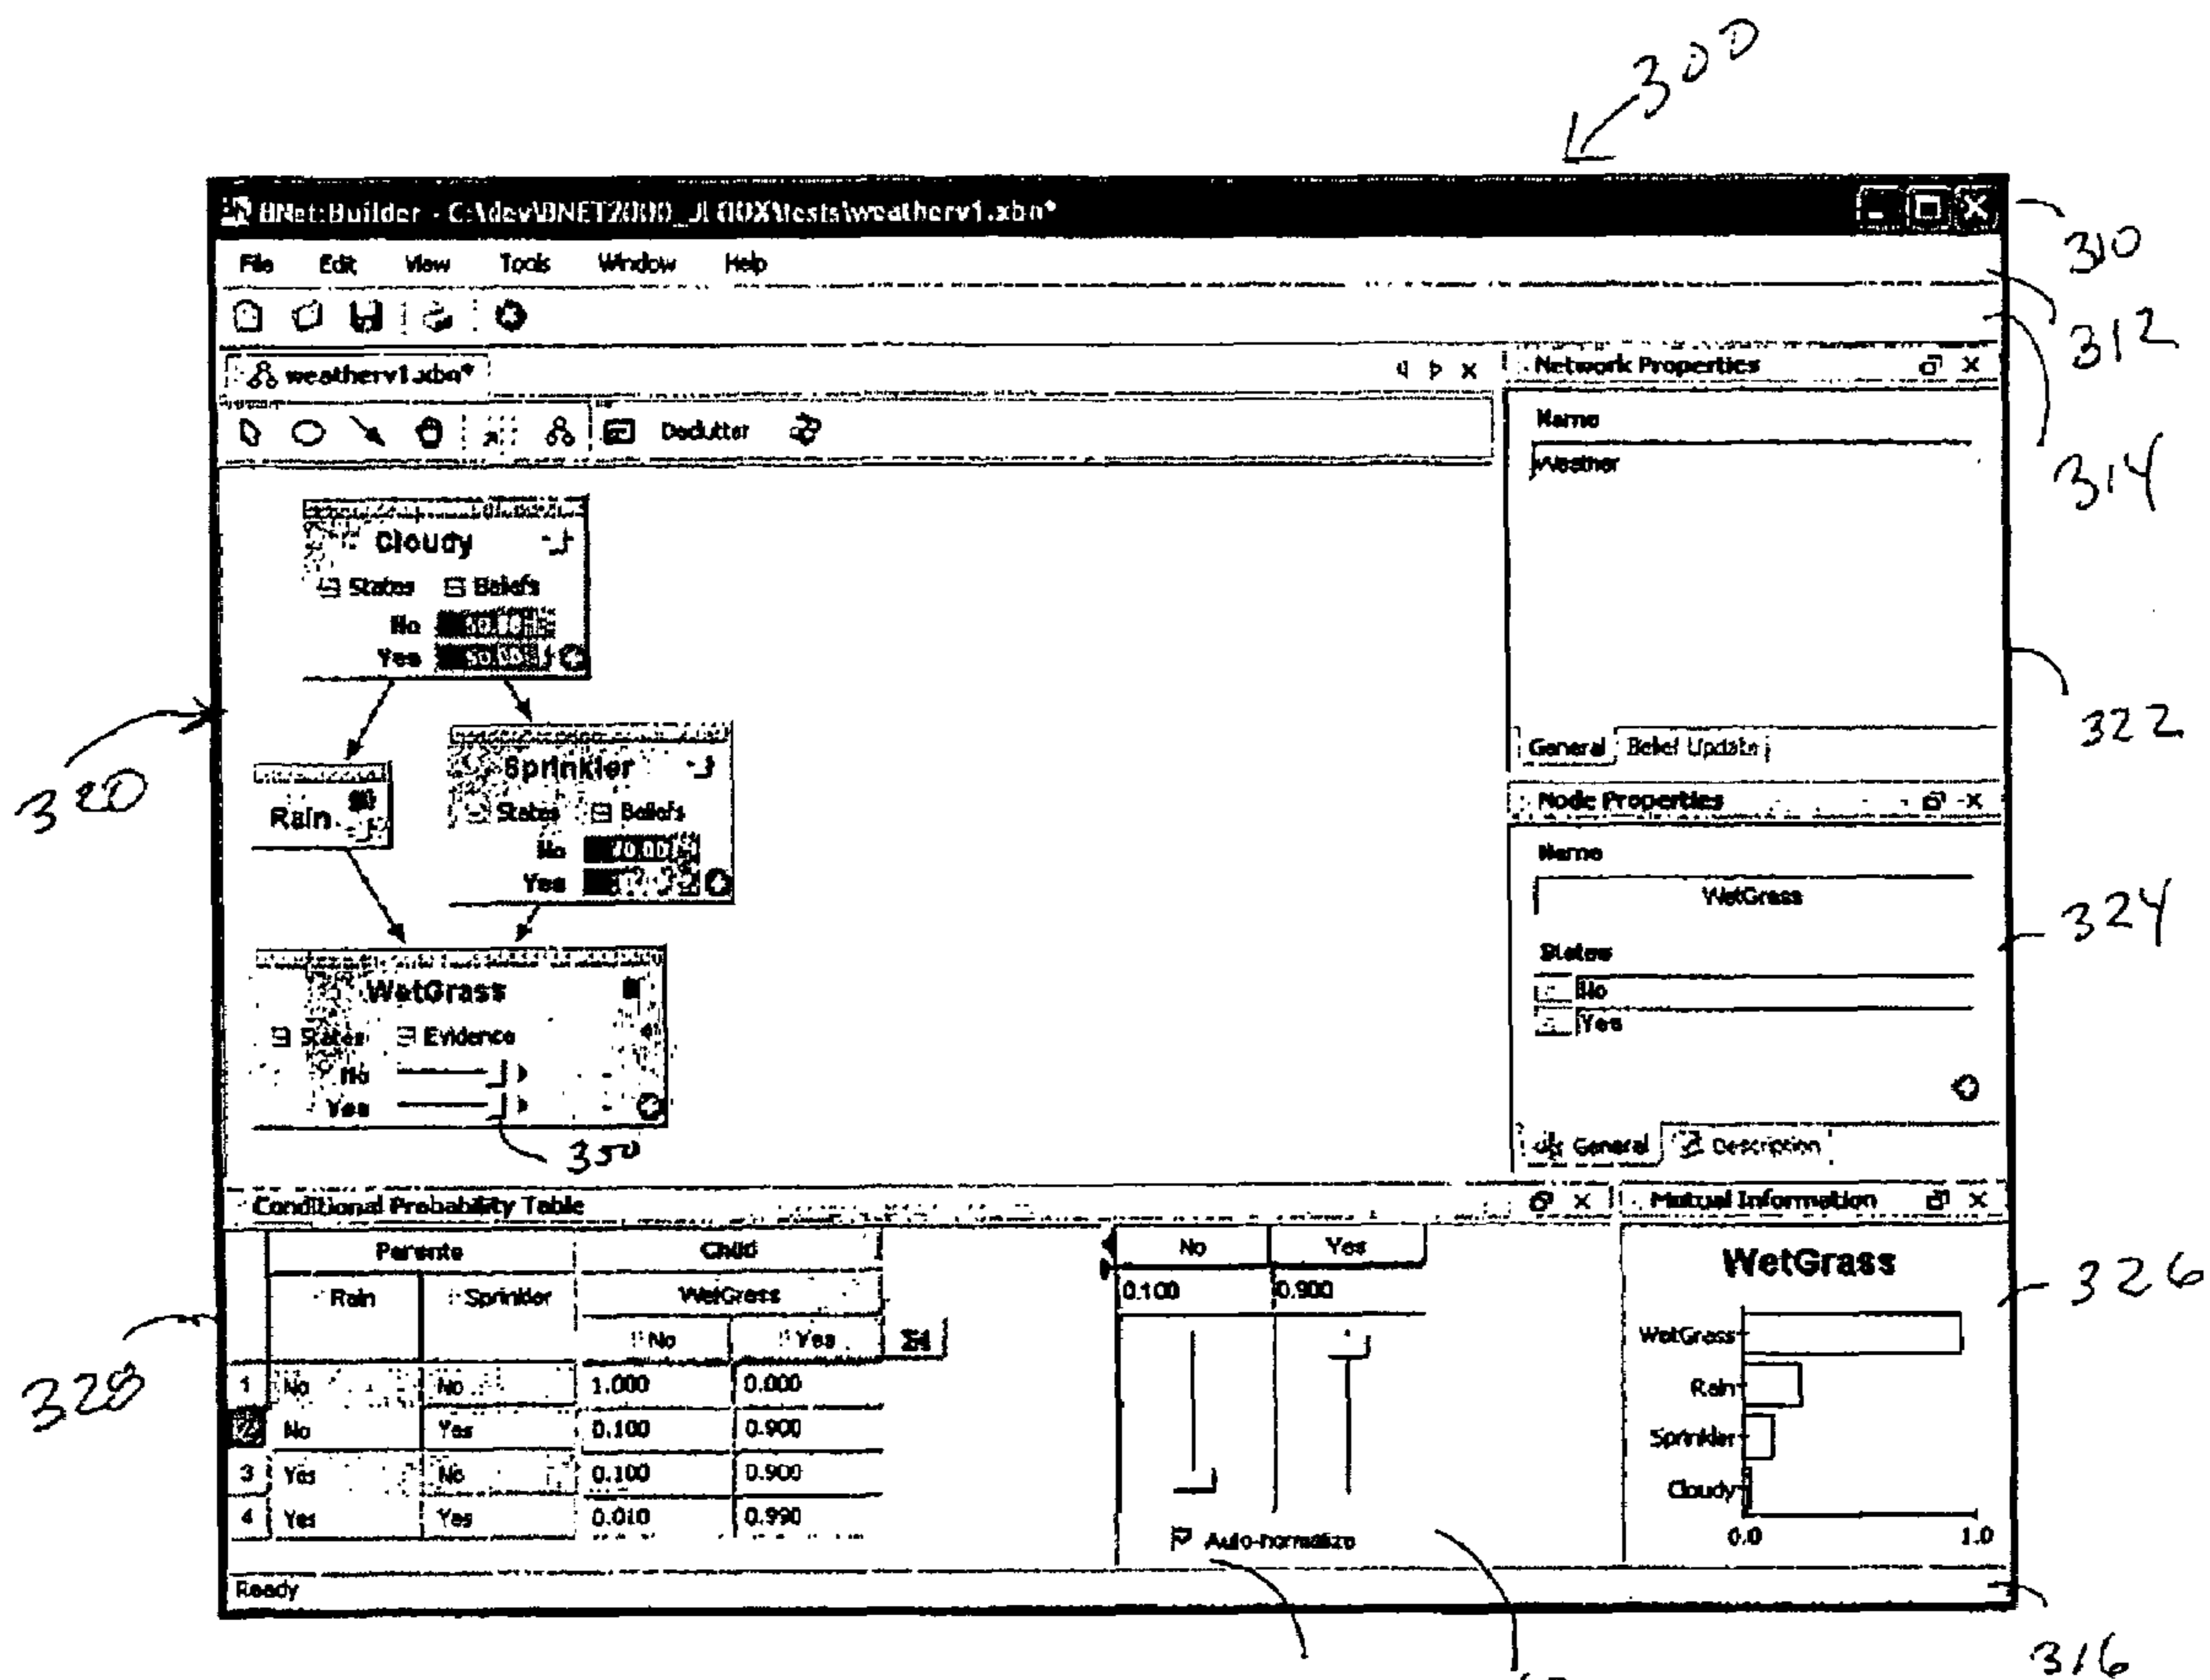 300
BNet:Builder - C:\dev\BNET2000_JLOOX\tests\weatherv1.xbn*
310
File Edit View Tools Window Help
312
314
weatherv1.xbn*
Network Properties
Declutter
Name
Weather
Cloudy
States Beliefs
No
Yes 50.00
322
320
General Belief Update
Sprinkler
States Beliefs
No
Yes
Rain
Node Properties
Name
WetGrass
324
States
No
Yes
WetGrass
States Evidence
No
Yes
350
General Description
Conditional Probability Table
Mutual Information
Parents Child
Rain Sprinkler WetGrass
No Yes
1 No No 1.000 0.000
2 No Yes 0.100 0.900
3 Yes No 0.100 0.900
4 Yes Yes 0.010 0.990
328
No Yes
0.100 0.900
Auto-normalize
WetGrass
326
WetGrass
Rain
Sprinkler
Cloudy
0.0 1.0
Ready
316